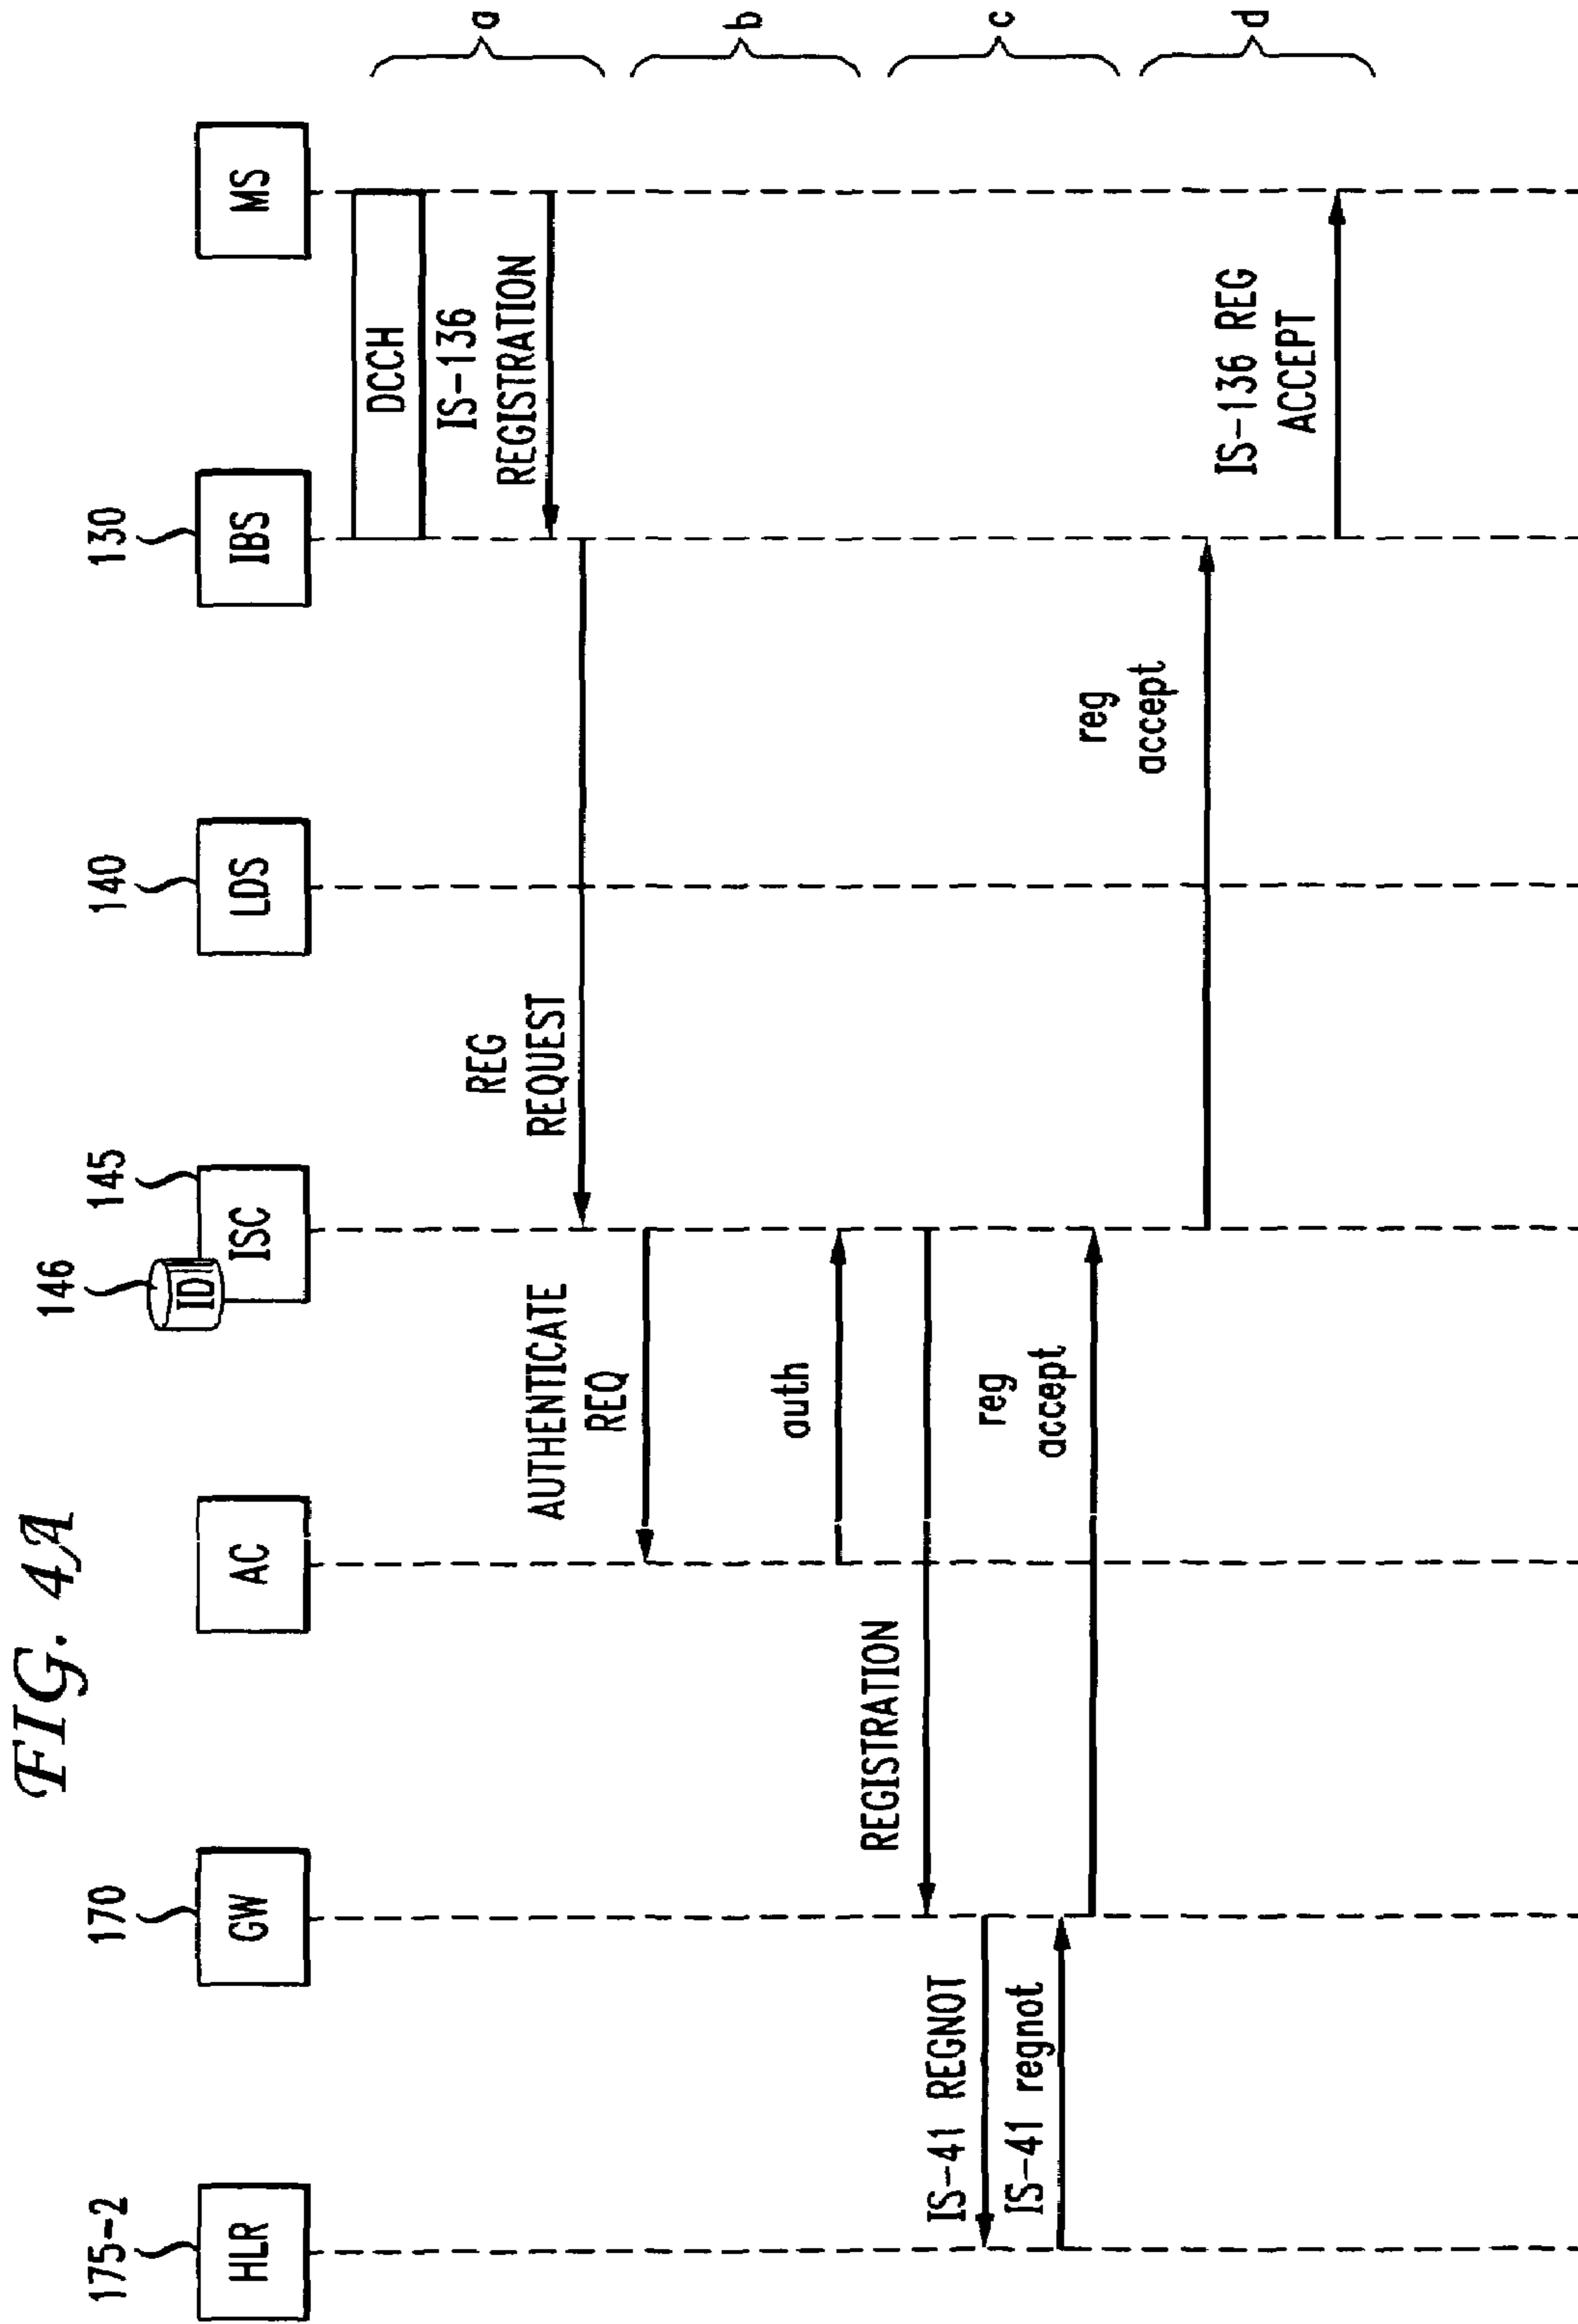 FIG. 4A
175-2
170
146
145
140
130
HLR
GW
AC
ID
ISC
LDS
IBS
MS
DCCH
IS-136
REGISTRATION
REG
REQUEST
a
AUTHENTICATE
REQ
auth
b
REGISTRATION
IS-41 REGNOT
IS-41 regnot
reg
accept
c
reg
accept
IS-136 REG
ACCEPT
d